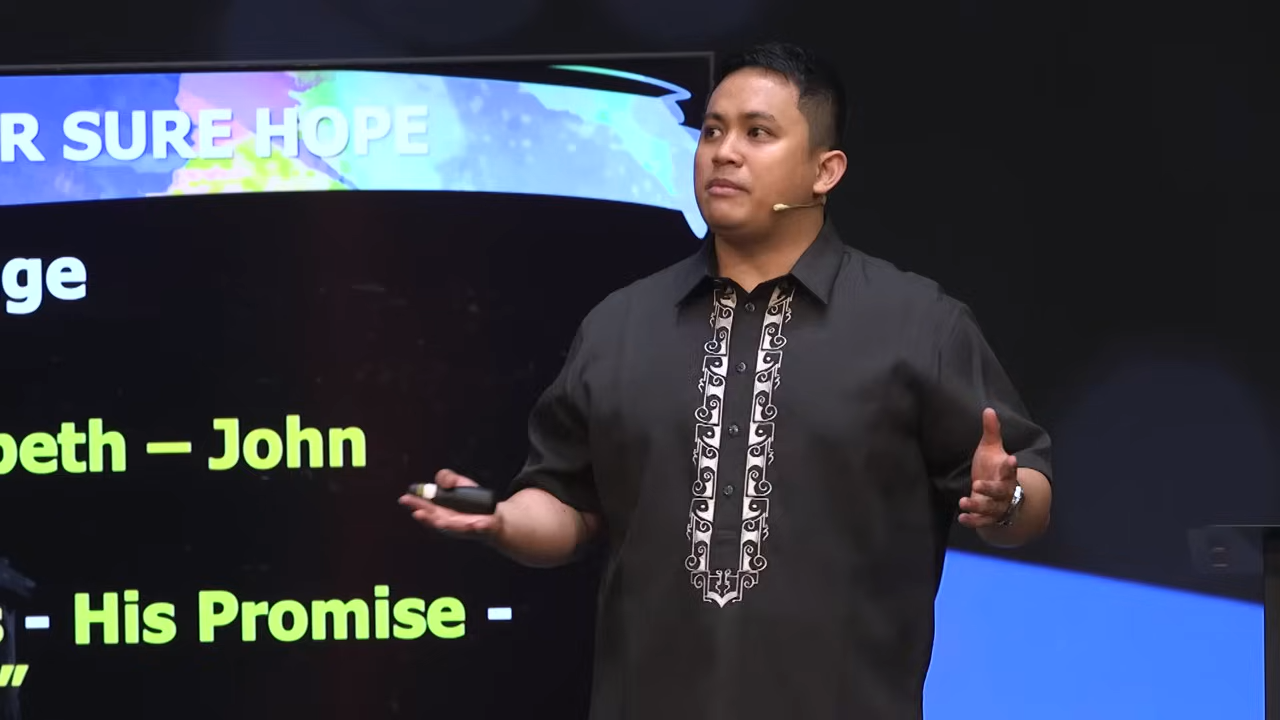 R SURE HOPE
ge
beth – John
s - His Promise -
”